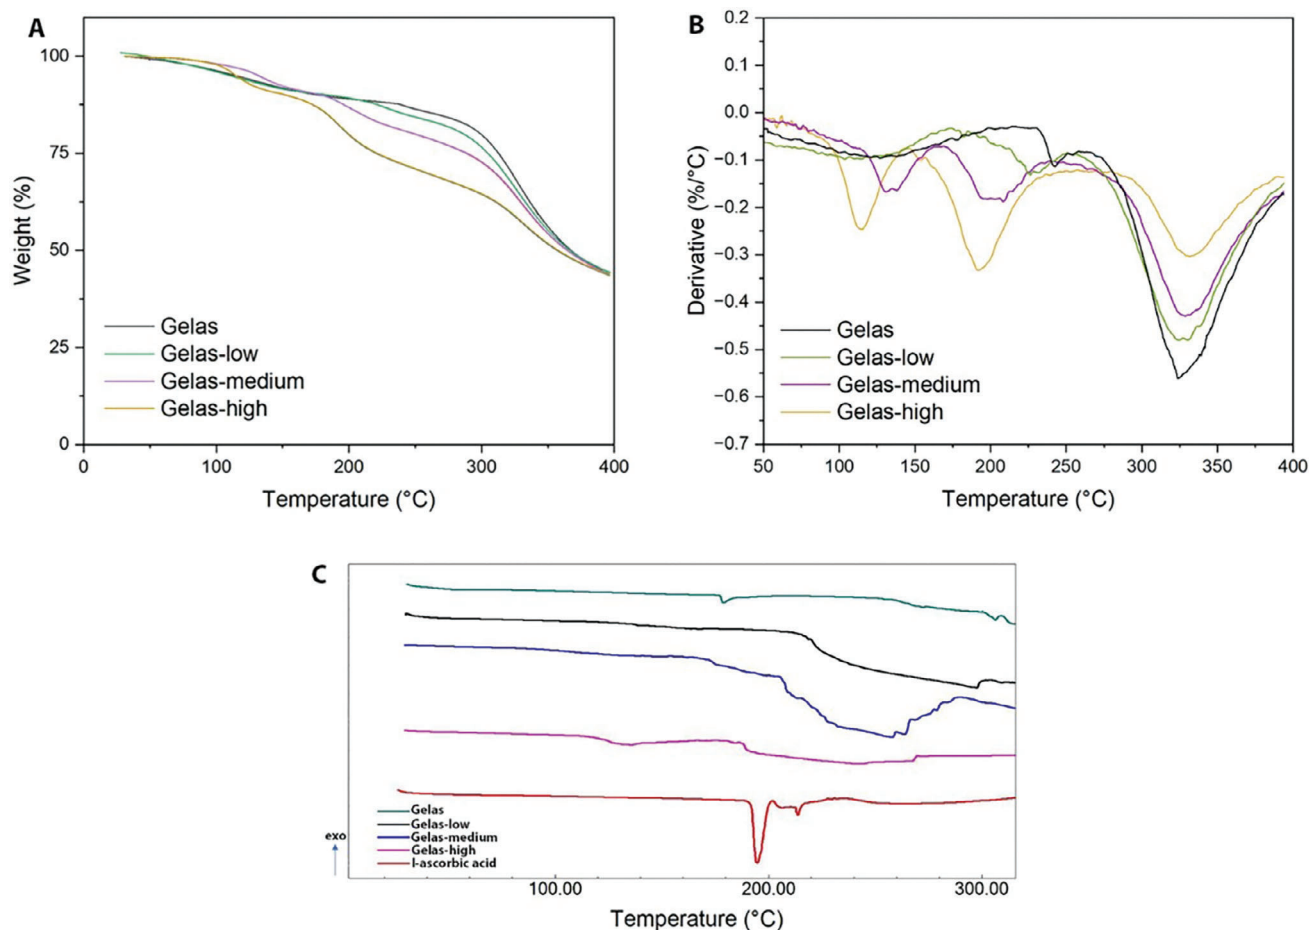 A
100
75
50
25
0
Weight (%)
Gelas
Gelas-low
Gelas-medium
Gelas-high
0
100
200
300
400
Temperature (°C)
B
0.2
0.1
0.0
−0.1
−0.2
−0.3
−0.4
−0.5
−0.6
−0.7
Derivative (%/°C)
Gelas
Gelas-low
Gelas-medium
Gelas-high
50
100
150
200
250
300
350
400
Temperature (°C)
C
exo
Gelas
Gelas-low
Gelas-medium
Gelas-high
l-ascorbic acid
100.00
200.00
300.00
Temperature (°C)